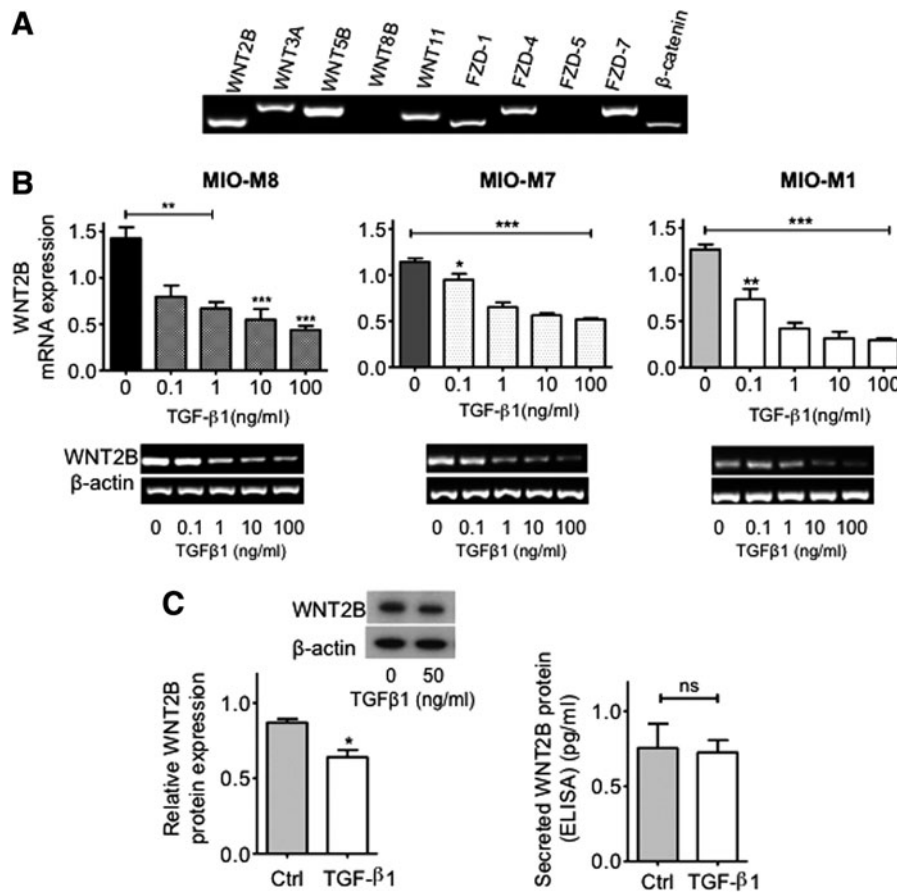 A
WNT2B WNT3A WNT5B WNT8B WNT11 FZD-1 FZD-4 FZD-5 FZD-7 β-catenin
B
MIO-M8 MIO-M7 MIO-M1
WNT2B
mRNA expression
1.5
1.0
0.5
0.0
**
***
***
0 0.1 1 10 100
TGF-β1(ng/ml)
1.5
1.0
0.5
0.0
***
*
0 0.1 1 10 100
TGF-β1(ng/ml)
1.5
1.0
0.5
0.0
***
**
0 0.1 1 10 100
TGF-β1(ng/ml)
WNT2B
β-actin
0 0.1 1 10 100
TGFβ1 (ng/ml)
0 0.1 1 10 100
TGFβ1 (ng/ml)
0 0.1 1 10 100
TGFβ1 (ng/ml)
C
WNT2B
β-actin
0 50
TGFβ1 (ng/ml)
Relative WNT2B
protein expression
1.0
0.5
0.0
*
Ctrl TGF-β1
Secreted WNT2B protein
(ELISA) (pg/ml)
1.0
0.5
0.0
ns
Ctrl TGF-β1